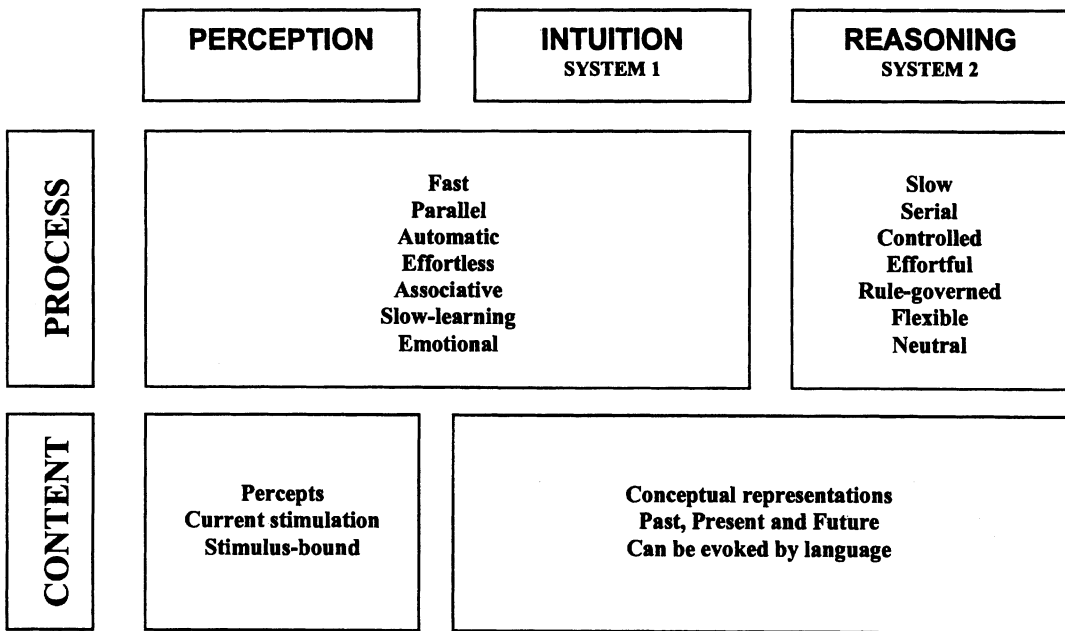 PERCEPTION
INTUITION
SYSTEM 1
REASONING
SYSTEM 2
PROCESS
Fast
Parallel
Automatic
Effortless
Associative
Slow-learning
Emotional
Slow
Serial
Controlled
Effortful
Rule-governed
Flexible
Neutral
CONTENT
Percepts
Current stimulation
Stimulus-bound
Conceptual representations
Past, Present and Future
Can be evoked by language